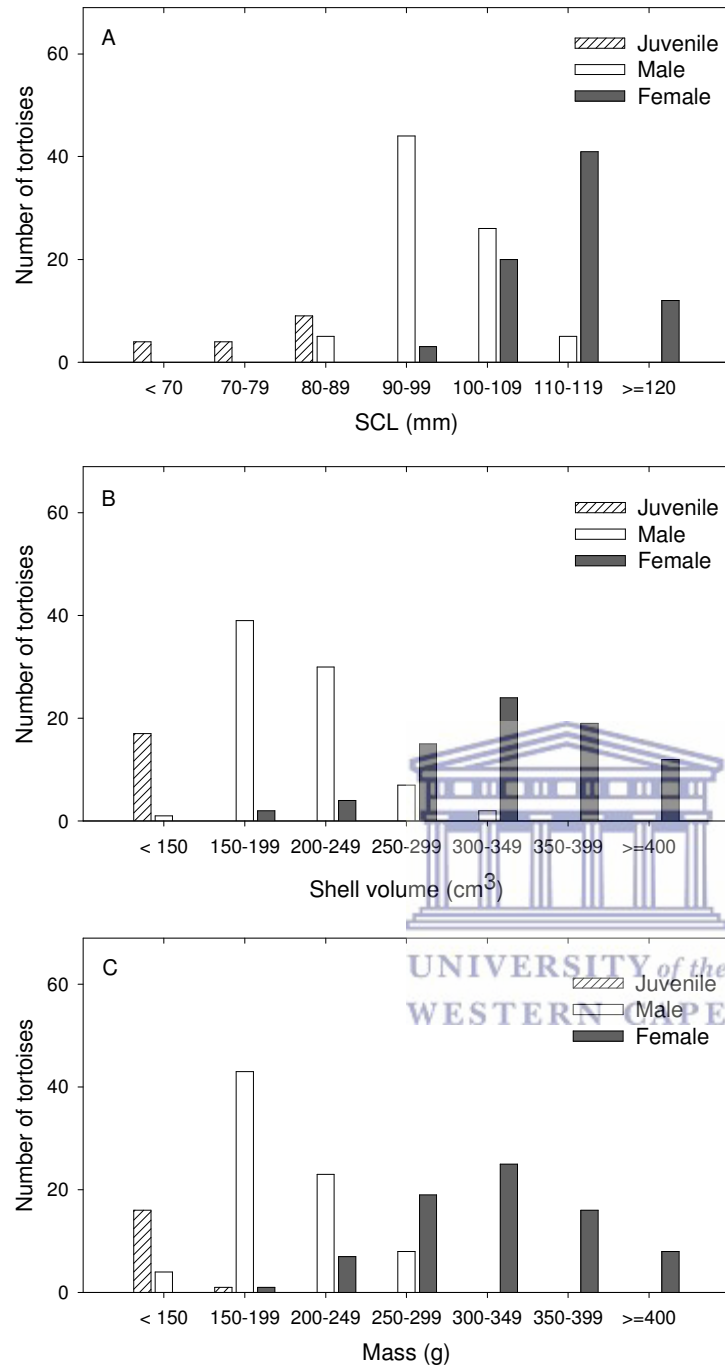 A
Juvenile
Male
Female
60
40
20
0
Number of tortoises
< 70 70-79 80-89 90-99 100-109 110-119 >=120
SCL (mm)
B
Juvenile
Male
Female
60
40
20
0
Number of tortoises
< 150 150-199 200-249 250-299 300-349 350-399 >=400
Shell volume (cm3)
C
UNIVERSITY of the
WESTERN CAPE
Juvenile
Male
Female
60
40
20
0
Number of tortoises
< 150 150-199 200-249 250-299 300-349 350-399 >=400
Mass (g)